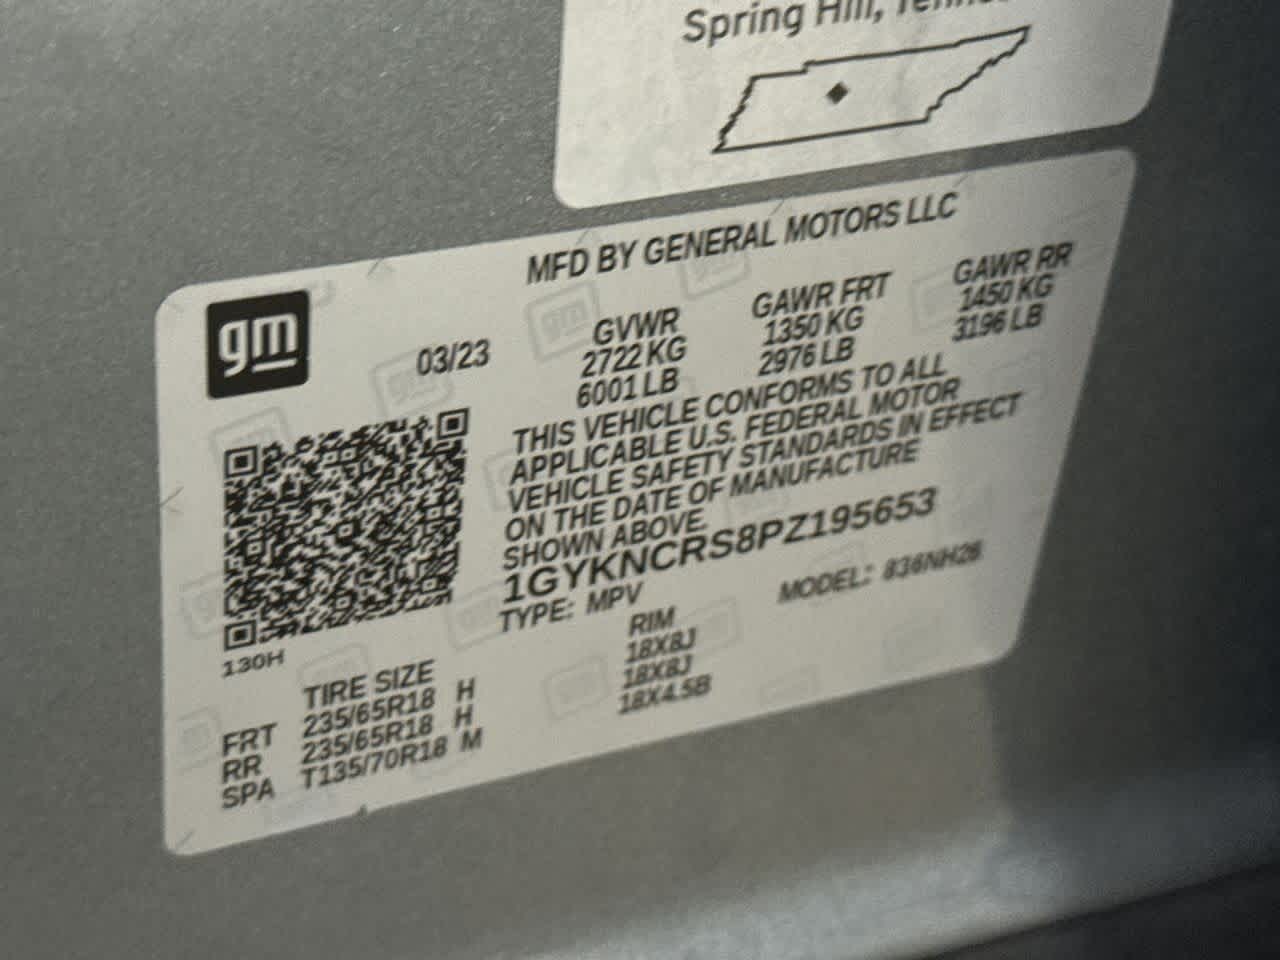 Spring Hill,
MFD BY GENERAL MOTORS LLC
gm
03/23
GVWR GAWR FRT GAWR RR
2722 KG 1350 KG 1450 KG
6001 LB 2976 LB 3196 LB
THIS VEHICLE CONFORMS TO ALL
APPLICABLE U.S. FEDERAL MOTOR
VEHICLE SAFETY STANDARDS IN EFFECT
ON THE DATE OF MANUFACTURE
SHOWN ABOVE.
1GYKNCRS8PZ195653
TYPE: MPV MODEL: 836NH26
130H
TIRE SIZE RIM
FRT 235/65R18 H 18X8J
RR 235/65R18 H 18X8J
SPA T135/70R18 M 18X4.5B